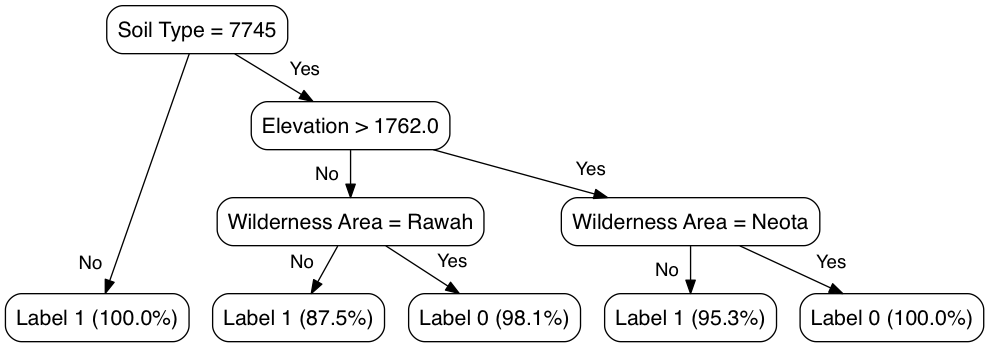 Soil Type = 7745
Yes
Elevation > 1762.0
No
Yes
Wilderness Area = Rawah
Wilderness Area = Neota
No
No
Yes
No
Yes
Label 1 (100.0%)
Label 1 (87.5%)
Label 0 (98.1%)
Label 1 (95.3%)
Label 0 (100.0%)